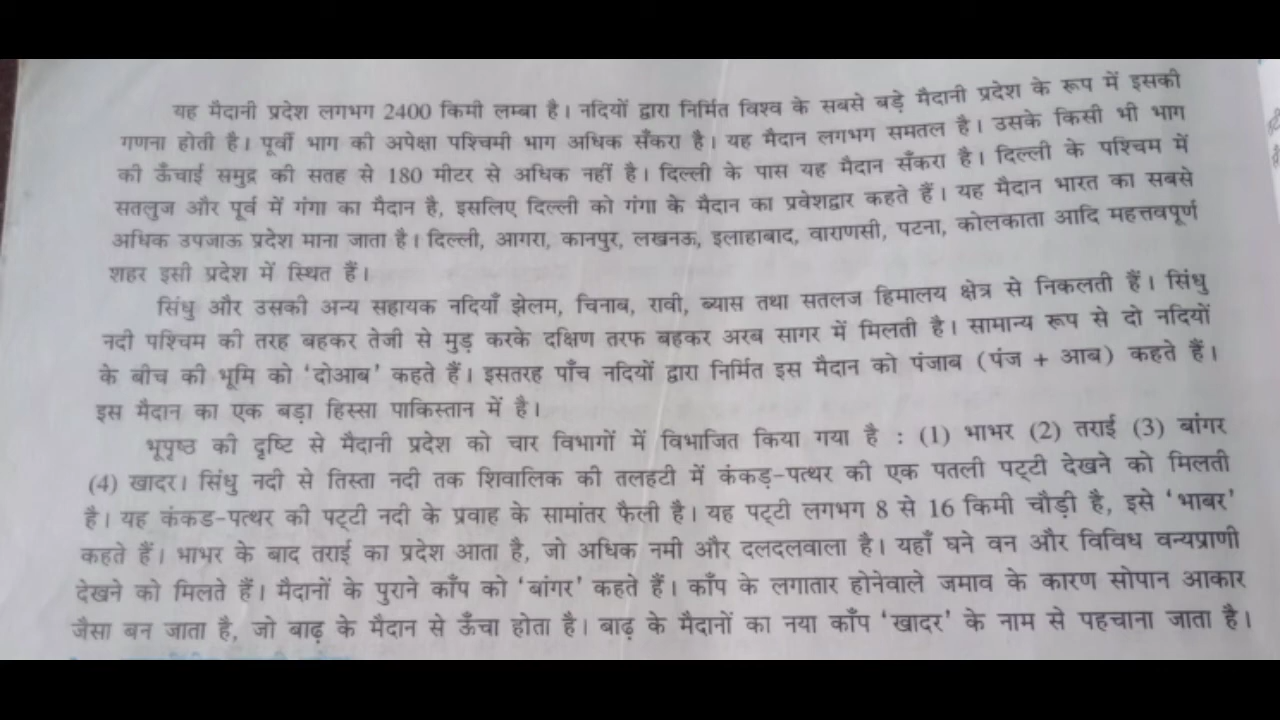 यह मैदानी प्रदेश लगभग 2400 किमी लम्बा है। नदियों द्वारा निर्मित विश्व के सबसे बड़े मैदानी प्रदेश के रूप में इसकी
गणना होती है। पूर्वी भाग की अपेक्षा पश्चिमी भाग अधिक सँकरा है। यह मैदान लगभग समतल है। उसके किसी भी भाग
की ऊँचाई समुद्र की सतह से 180 मीटर से अधिक नहीं है। दिल्ली के पास यह मैदान सँकरा है। दिल्ली के पश्चिम में
सतलुज और पूर्व में गंगा का मैदान है, इसलिए दिल्ली को गंगा के मैदान का प्रवेशद्वार कहते हैं। यह मैदान भारत का सबसे
अधिक उपजाऊ प्रदेश माना जाता है। दिल्ली, आगरा, कानपुर, लखनऊ, इलाहाबाद, वाराणसी, पटना, कोलकाता आदि महत्तवपूर्ण
शहर इसी प्रदेश में स्थित हैं।
सिंधु और उसकी अन्य सहायक नदियाँ झेलम, चिनाब, रावी, ब्यास तथा सतलज हिमालय क्षेत्र से निकलती हैं। सिंधु
नदी पश्चिम की तरह बहकर तेजी से मुड़ करके दक्षिण तरफ बहकर अरब सागर में मिलती है। सामान्य रूप से दो नदियों
के बीच की भूमि को ‘दोआब’ कहते हैं। इसतरह पाँच नदियों द्वारा निर्मित इस मैदान को पंजाब (पंज + आब) कहते हैं।
इस मैदान का एक बड़ा हिस्सा पाकिस्तान में है।
भूपृष्ठ की दृष्टि से मैदानी प्रदेश को चार विभागों में विभाजित किया गया है : (1) भाभर (2) तराई (3) बांगर
(4) खादर। सिंधु नदी से तिस्ता नदी तक शिवालिक की तलहटी में कंकड़-पत्थर की एक पतली पट्टी देखने को मिलती
है। यह कंकड-पत्थर की पट्टी नदी के प्रवाह के सामांतर फैली है। यह पट्टी लगभग 8 से 16 किमी चौड़ी है, इसे ‘भाबर’
कहते हैं। भाभर के बाद तराई का प्रदेश आता है, जो अधिक नमी और दलदलवाला है। यहाँ घने वन और विविध वन्यप्राणी
देखने को मिलते हैं। मैदानों के पुराने काँप को ‘बांगर’ कहते हैं। काँप के लगातार होनेवाले जमाव के कारण सोपान आकार
जैसा बन जाता है, जो बाढ़ के मैदान से ऊँचा होता है। बाढ़ के मैदानों का नया काँप ‘खादर’ के नाम से पहचाना जाता है।